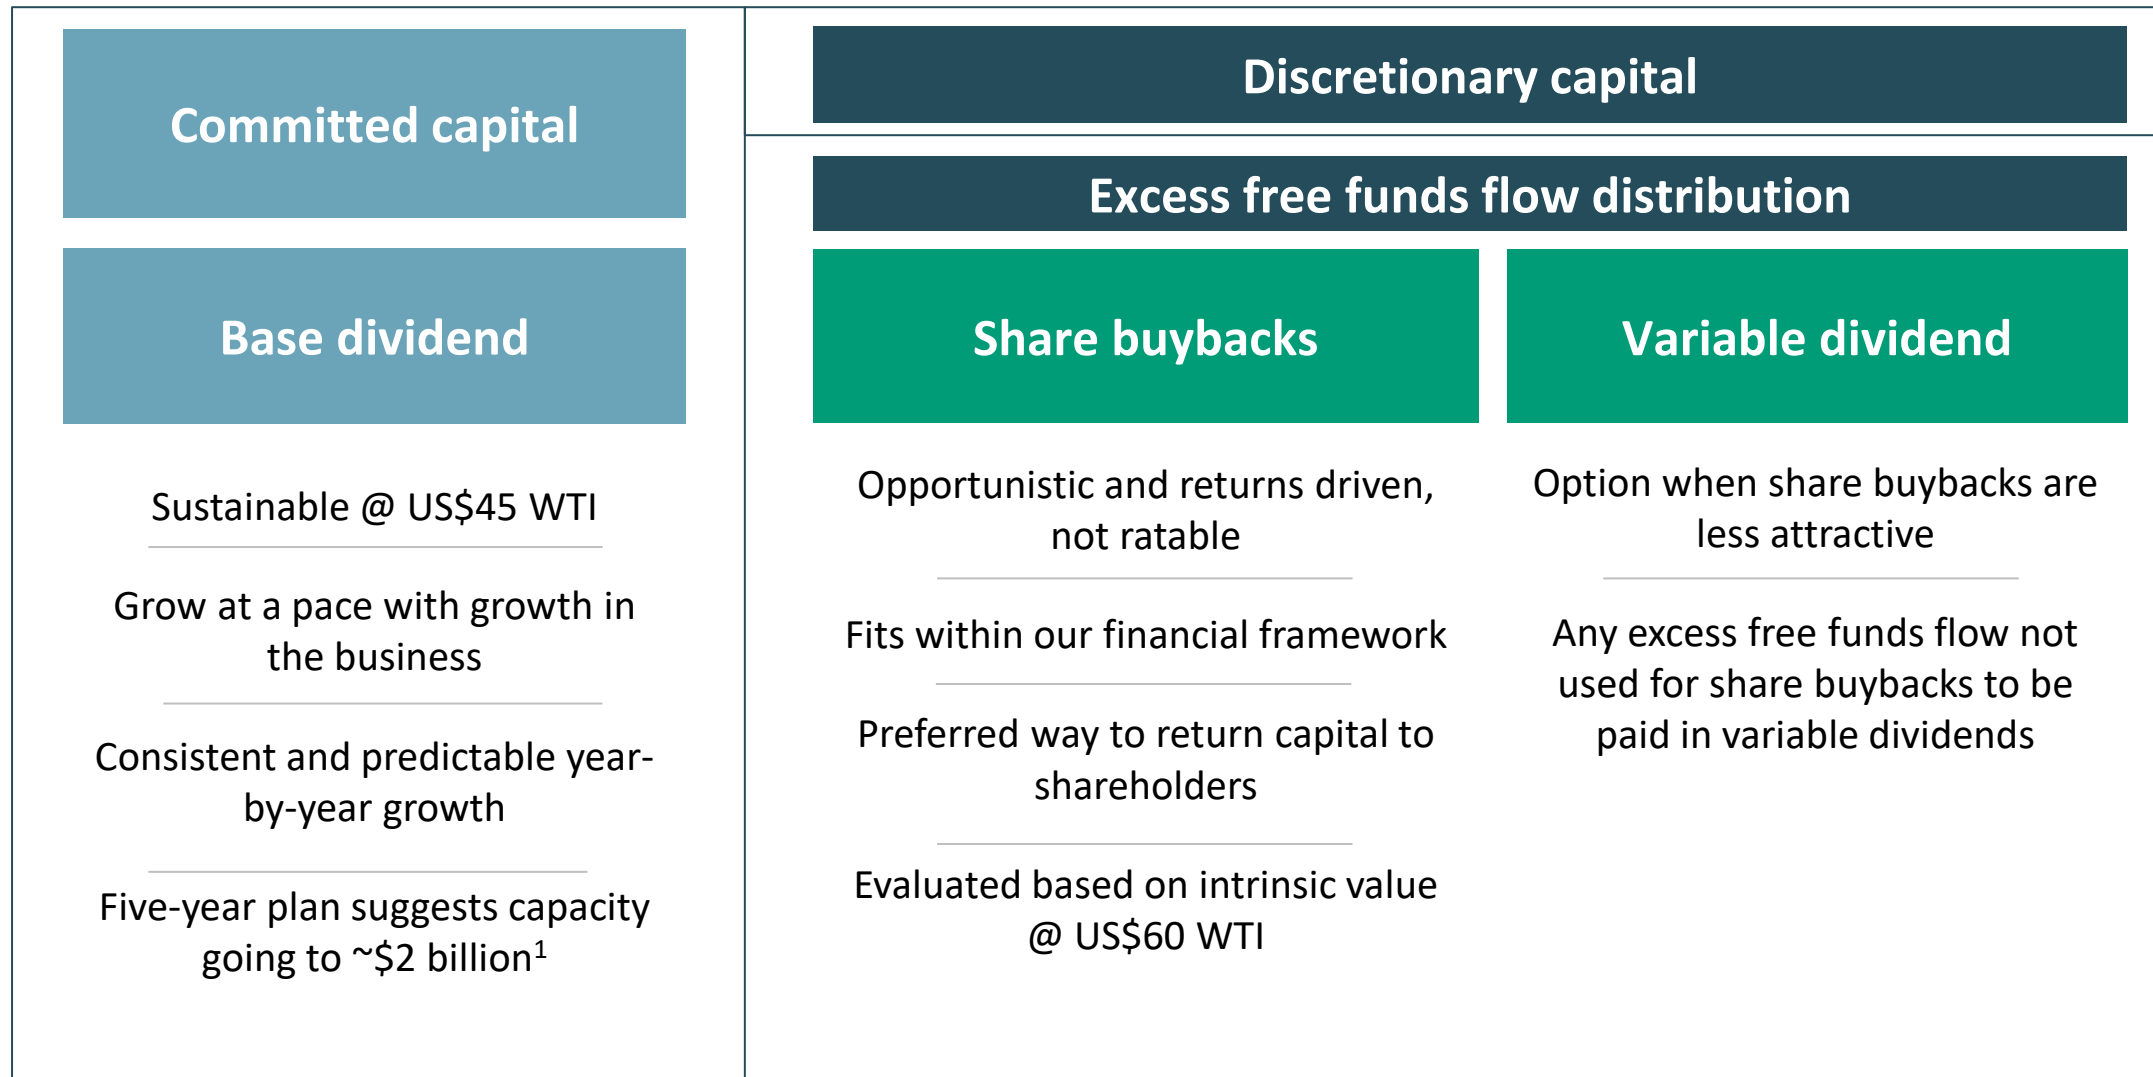 Committed capital
Base dividend
Sustainable @ US$45 WTI
Grow at a pace with growth in
the business
Consistent and predictable year-
by-year growth
Five-year plan suggests capacity
going to ~$2 billion¹
Discretionary capital
Excess free funds flow distribution
Share buybacks
Opportunistic and returns driven,
not ratable
Fits within our financial framework
Preferred way to return capital to
shareholders
Evaluated based on intrinsic value
@ US$60 WTI
Variable dividend
Option when share buybacks are
less attractive
Any excess free funds flow not
used for share buybacks to be
paid in variable dividends